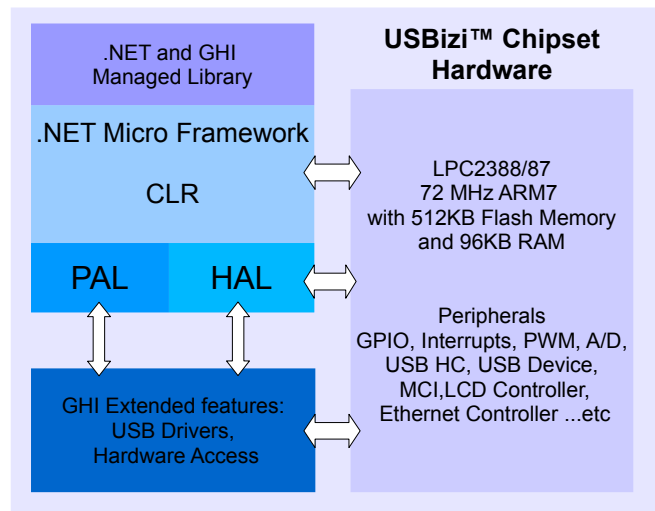 .NET and GHI
Managed Library
.NET Micro Framework
CLR
PAL
HAL
GHI Extended features:
USB Drivers,
Hardware Access
USBizi™ Chipset
Hardware
LPC2388/87
72 MHz ARM7
with 512KB Flash Memory
and 96KB RAM
Peripherals
GPIO, Interrupts, PWM, A/D,
USB HC, USB Device,
MCI,LCD Controller,
Ethernet Controller ...etc